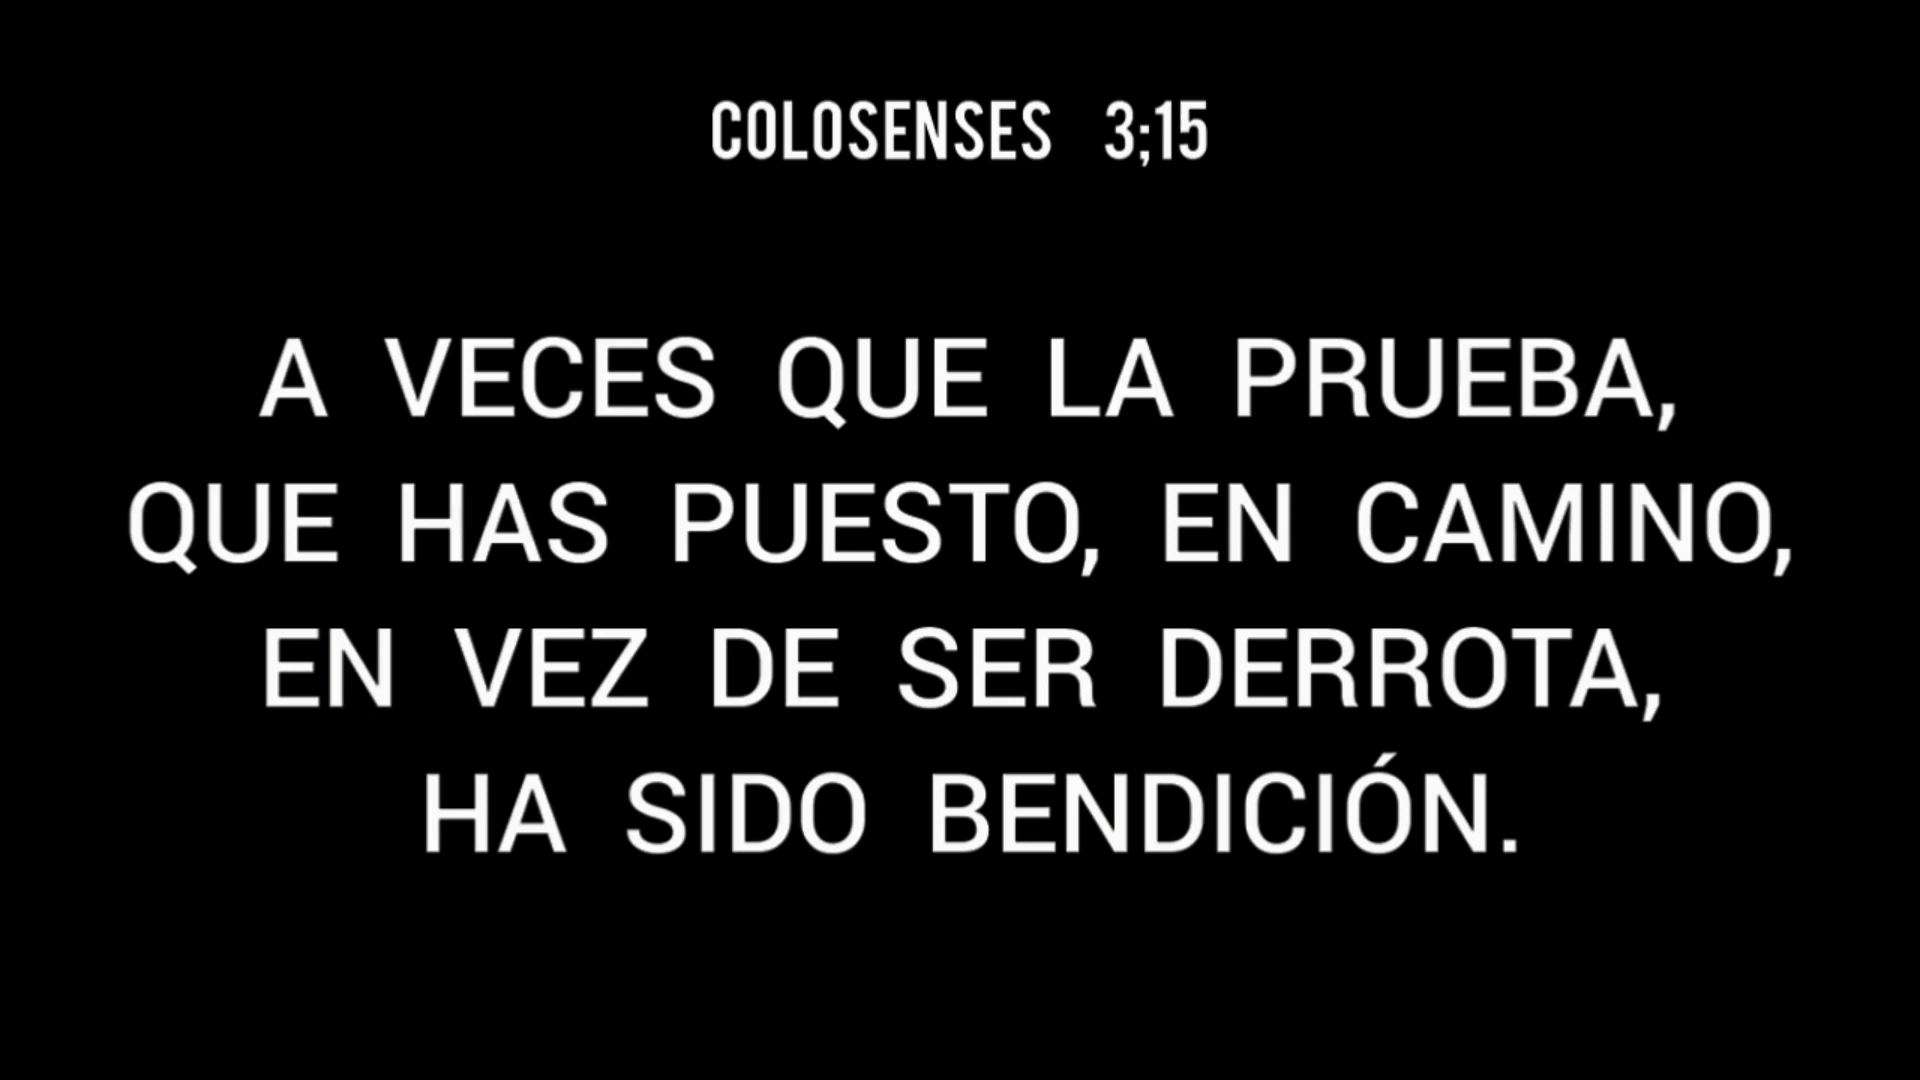 COLOSENSES 3;15
A VECES QUE LA PRUEBA,
QUE HAS PUESTO, EN CAMINO,
EN VEZ DE SER DERROTA,
HA SIDO BENDICIÓN.